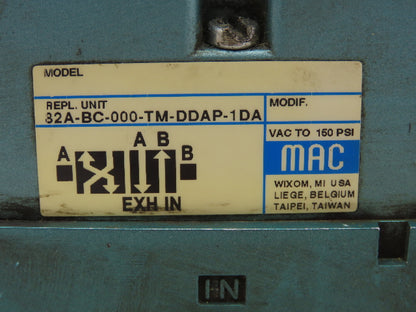 MODEL
REPL. UNIT
82A-BC-000-TM-DDAP-1DA
MODIF.
A B
A B
EXH IN
VAC TO 150 PSI
MAC
WIXOM, MI USA
LIEGE, BELGIUM
TAIPEI, TAIWAN
IN